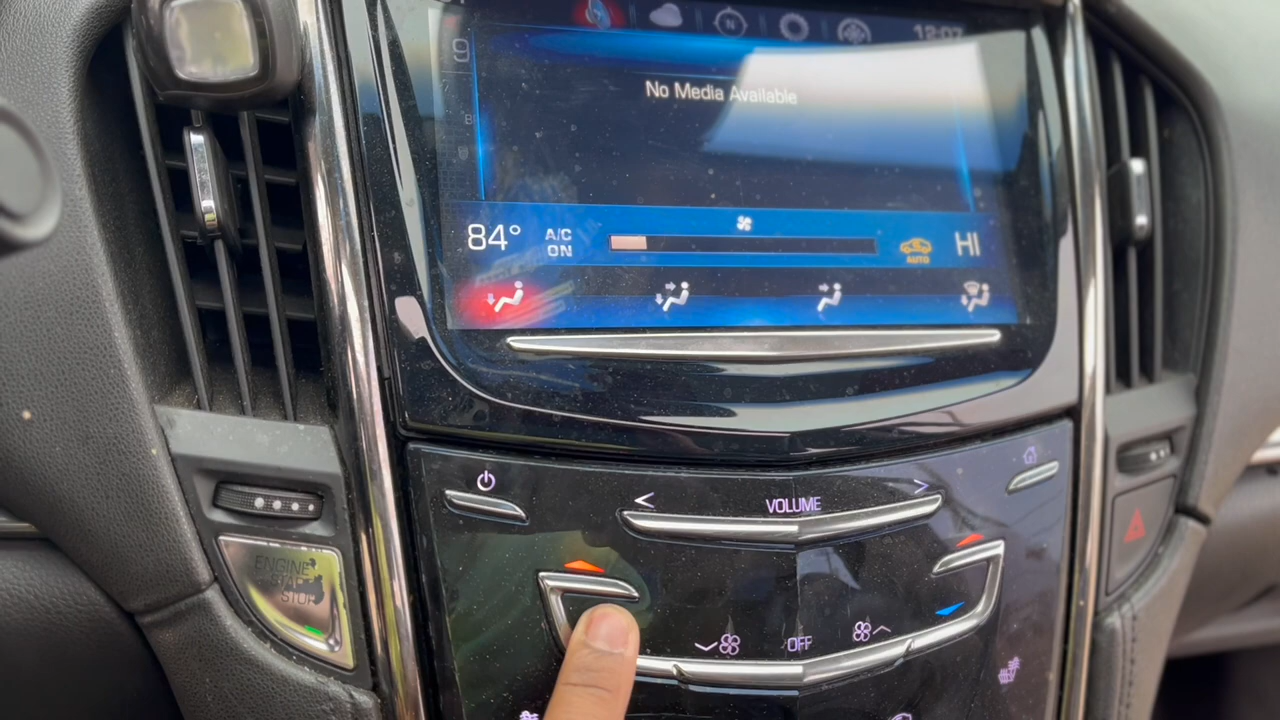 12:07
No Media Available
84°
A/C
ON
AUTO
HI
VOLUME
ENGINE
START
STOP
OFF